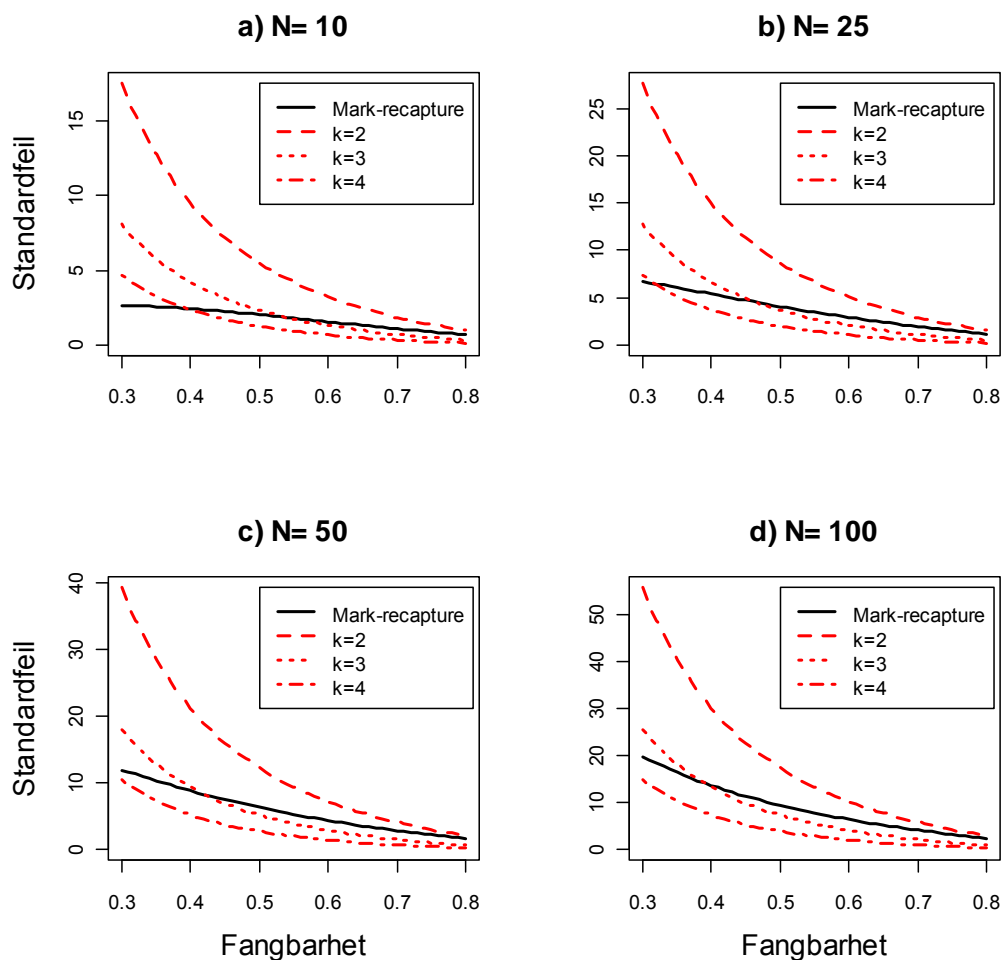 a) N= 10
Standardfeil
15
10
5
0
Mark-recapture
k=2
k=3
k=4
0.3 0.4 0.5 0.6 0.7 0.8
b) N= 25
25
20
15
10
5
0
Mark-recapture
k=2
k=3
k=4
0.3 0.4 0.5 0.6 0.7 0.8
c) N= 50
Standardfeil
40
30
20
10
0
Mark-recapture
k=2
k=3
k=4
0.3 0.4 0.5 0.6 0.7 0.8
Fangbarhet
d) N= 100
50
40
30
20
10
0
Mark-recapture
k=2
k=3
k=4
0.3 0.4 0.5 0.6 0.7 0.8
Fangbarhet